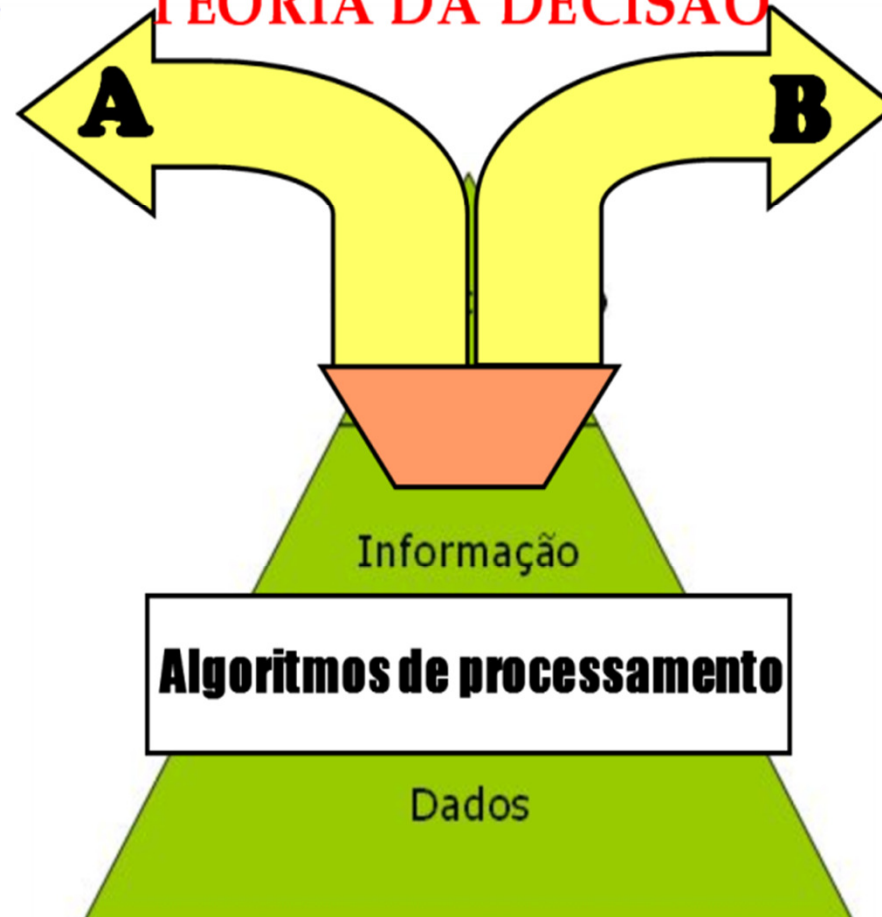 TEORIA DA DECISÃO
A
B
Informação
Algoritmos de processamento
Dados